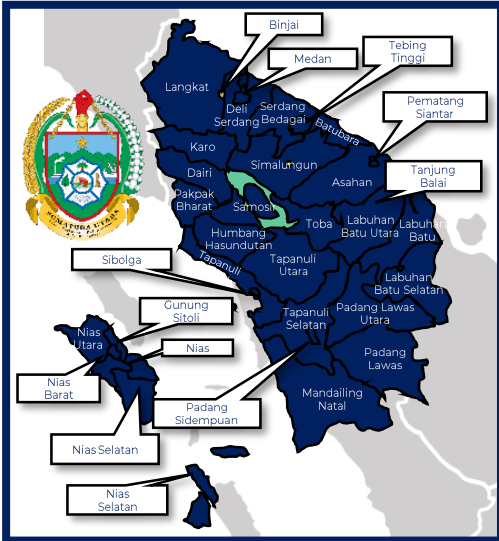 Binjai
Medan
Tebing
Tinggi
Pematang
Siantar
Langkat
Deli
Serdang
Serdang
Bedagai
Batubara
Karo
Simalungun
Asahan
Tanjung
Balai
Dairi
Pakpak
Bharat
Samosir
Humbang
Hasundutan
Toba
Labuhan
Batu Utara
Labuhan
Batu
SUMATERA UTARA
Sibolga
Tapanuli
Tapanuli
Utara
Labuhan
Batu Selatan
Gunung
Sitoli
Nias
Utara
Nias
Tapanuli
Selatan
Padang Lawas
Utara
Padang
Lawas
Nias
Barat
Padang
Sidempuan
Mandailing
Natal
Nias Selatan
Nias
Selatan